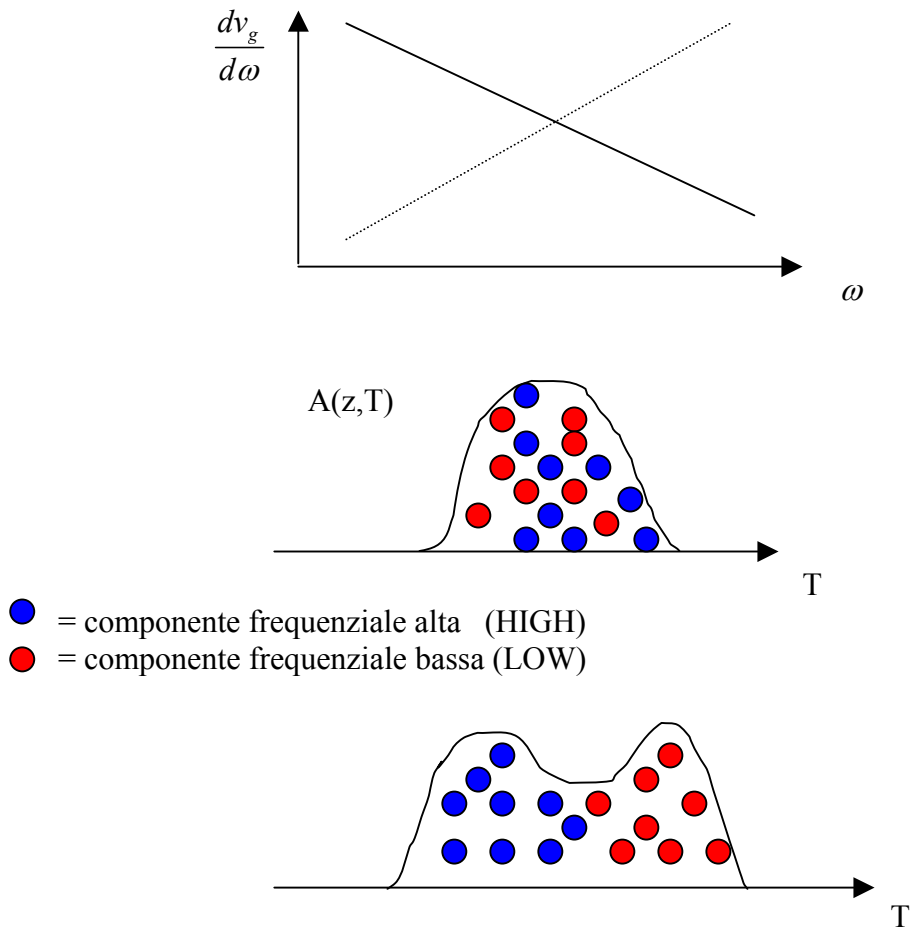 dv_g
dω
ω
A(z,T)
T
= componente frequenziale alta (HIGH)
= componente frequenziale bassa (LOW)
T